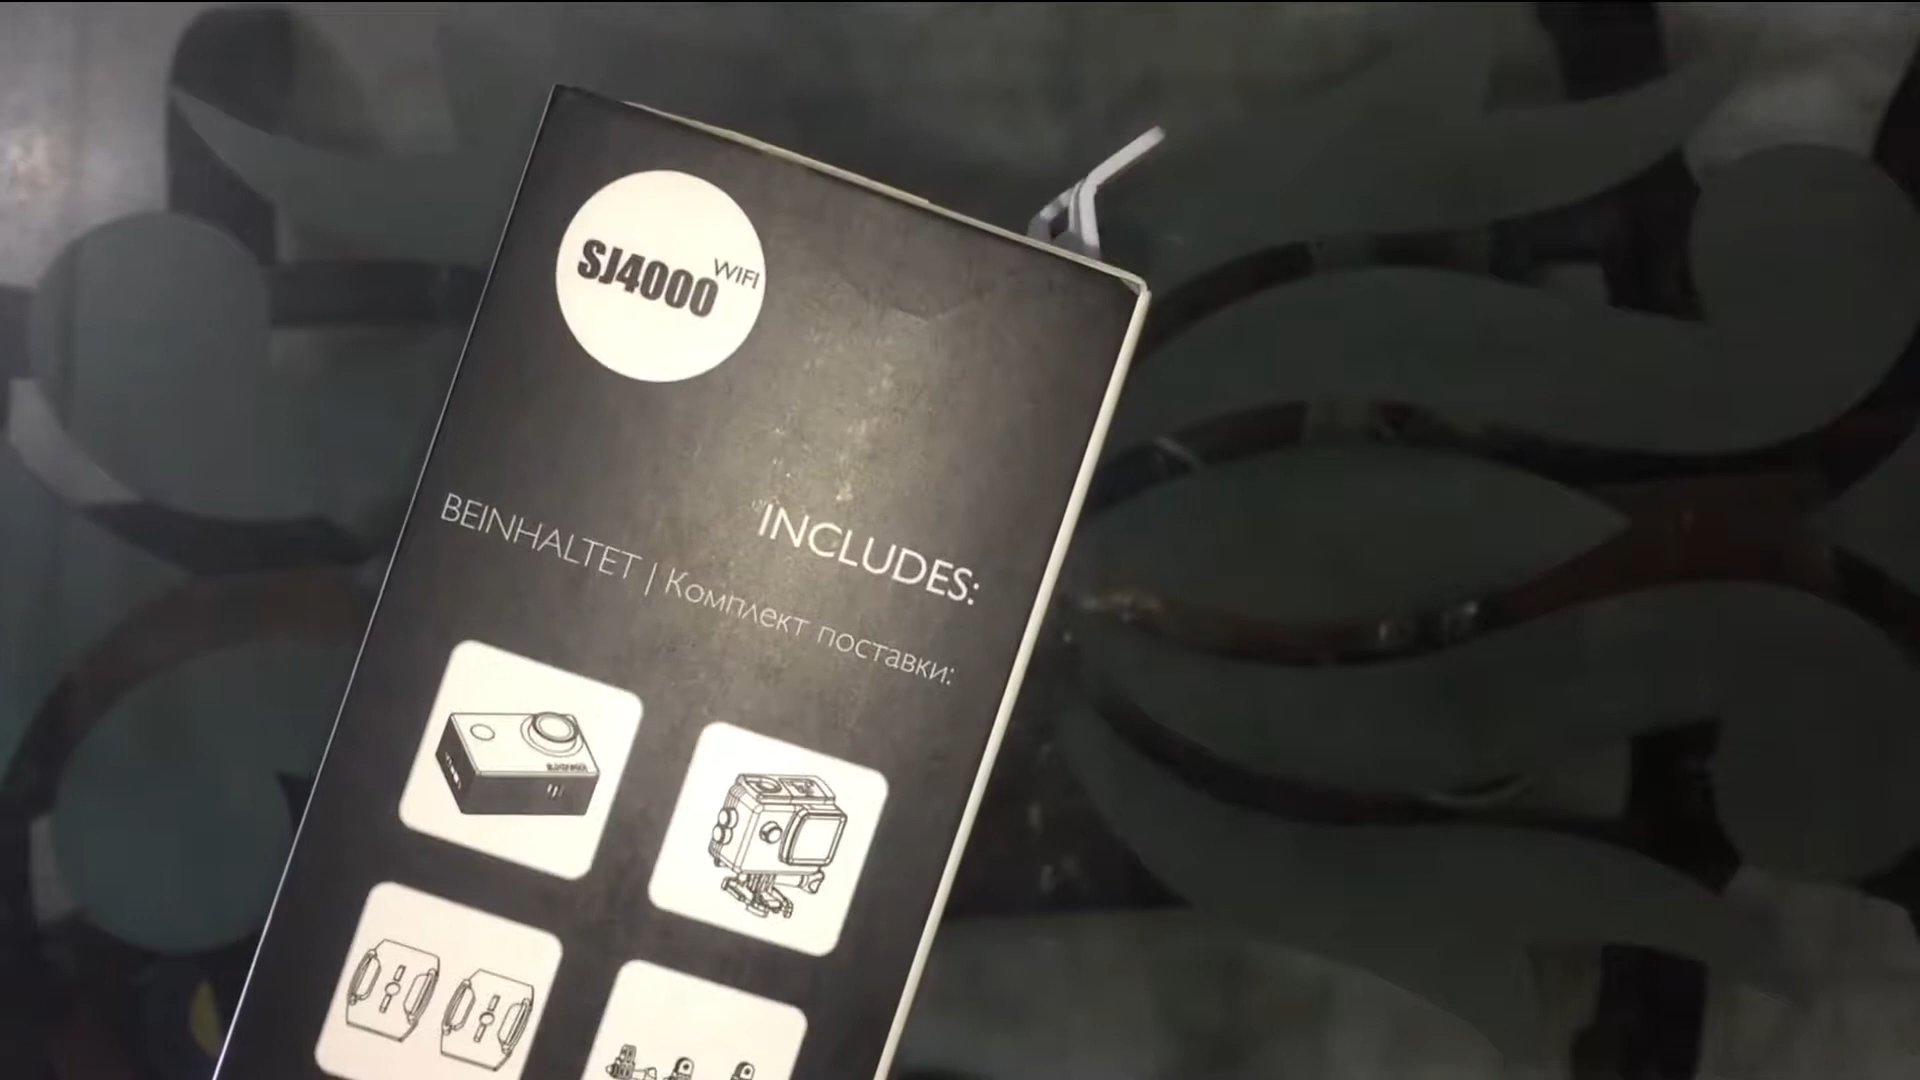 SJ4000 WIFI
INCLUDES:
BEINHALTET | Комплект поставки: